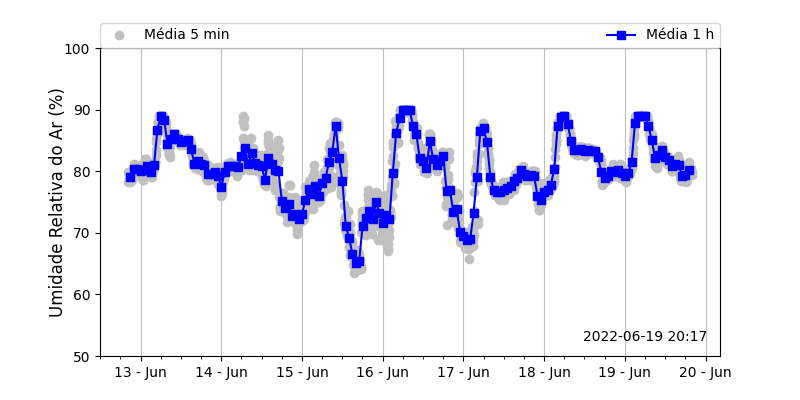 Média 5 min
Média 1 h
Umidade Relativa do Ar (%)
100
90
80
70
60
50
2022-06-19 20:17
13 - Jun
14 - Jun
15 - Jun
16 - Jun
17 - Jun
18 - Jun
19 - Jun
20 - Jun